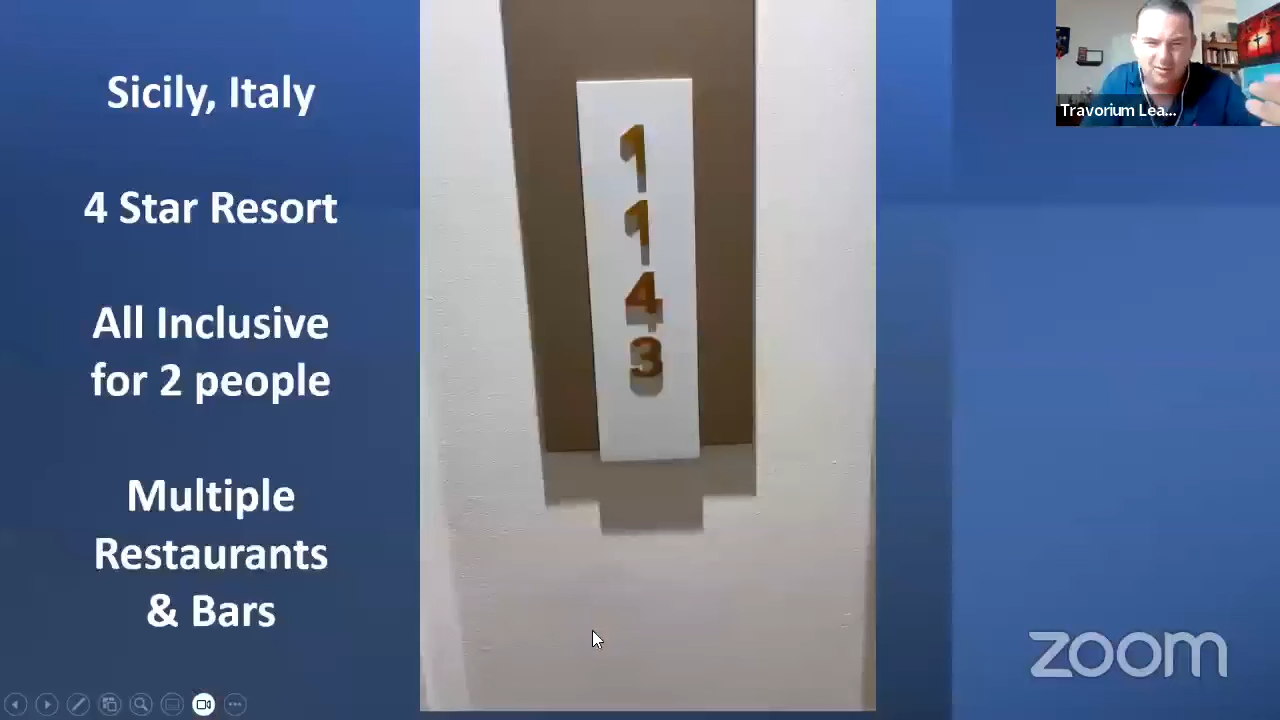 Sicily, Italy
4 Star Resort
All Inclusive
for 2 people
Multiple
Restaurants
& Bars
1
1
4
3
Travorium Lea...
zoom